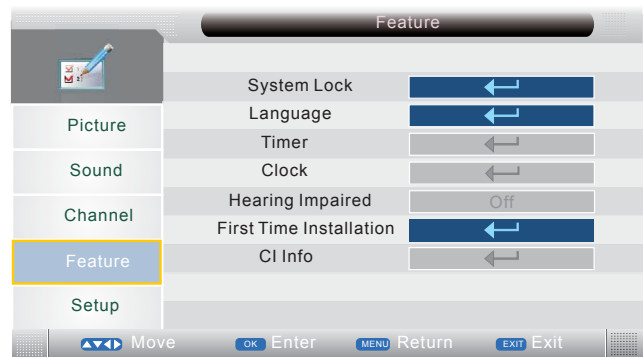 Feature
System Lock
Language
Timer
Clock
Hearing Impaired Off
First Time Installation
CI Info
Picture
Sound
Channel
Feature
Setup
Move OK Enter MENU Return EXIT Exit